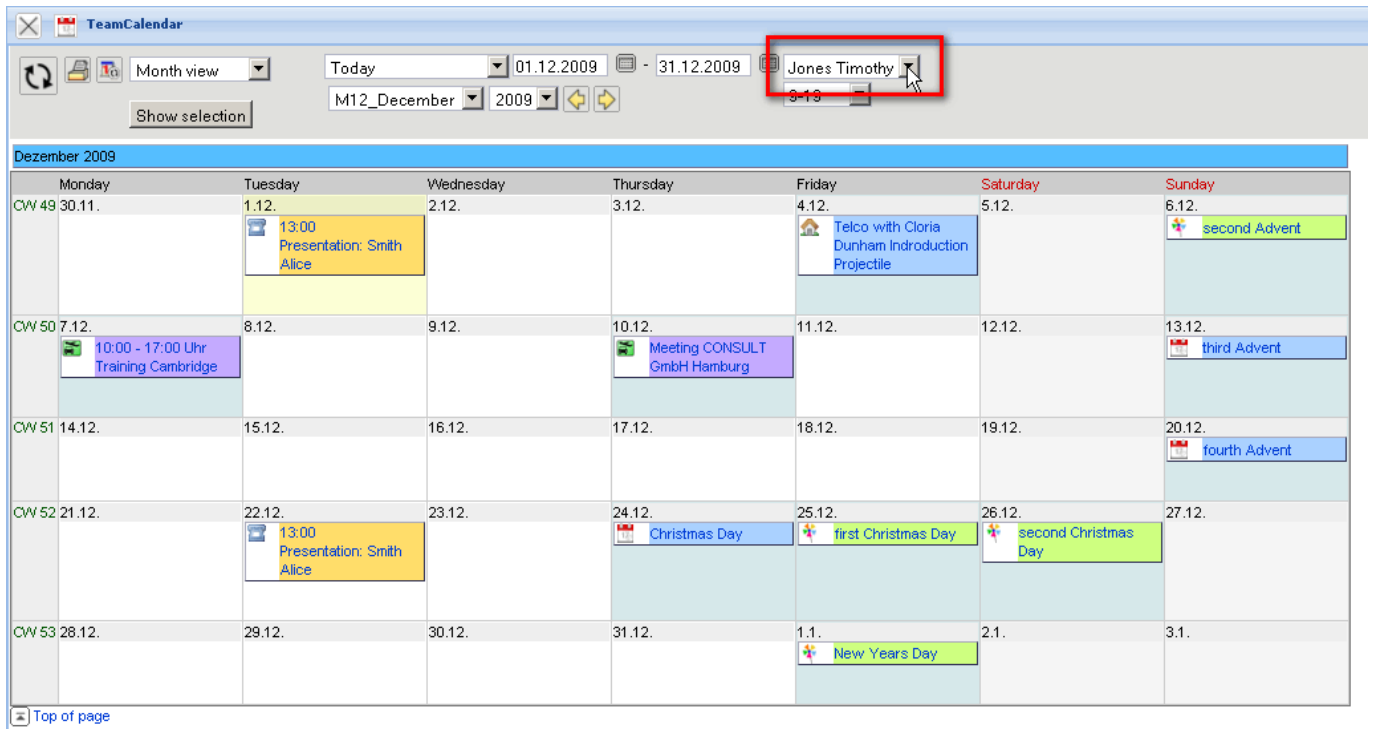 TeamCalendar
Month view
Today
01.12.2009 - 31.12.2009
Jones Timothy
Show selection
M12_December
2009
9-19
Dezember 2009
Monday Tuesday Wednesday Thursday Friday Saturday Sunday
CW 49 30.11. 1.12. 2.12. 3.12. 4.12. 5.12. 6.12.
13:00
Presentation: Smith
Alice
Telco with Cloria
Dunham Indroduction
Projectile
second Advent
CW 50 7.12. 8.12. 9.12. 10.12. 11.12. 12.12. 13.12.
10:00 - 17:00 Uhr
Training Cambridge
Meeting CONSULT
GmbH Hamburg
third Advent
CW 51 14.12. 15.12. 16.12. 17.12. 18.12. 19.12. 20.12.
fourth Advent
CW 52 21.12. 22.12. 23.12. 24.12. 25.12. 26.12. 27.12.
13:00
Presentation: Smith
Alice
Christmas Day
first Christmas Day
second Christmas
Day
CW 53 28.12. 29.12. 30.12. 31.12. 1.1. 2.1. 3.1.
New Years Day
Top of page